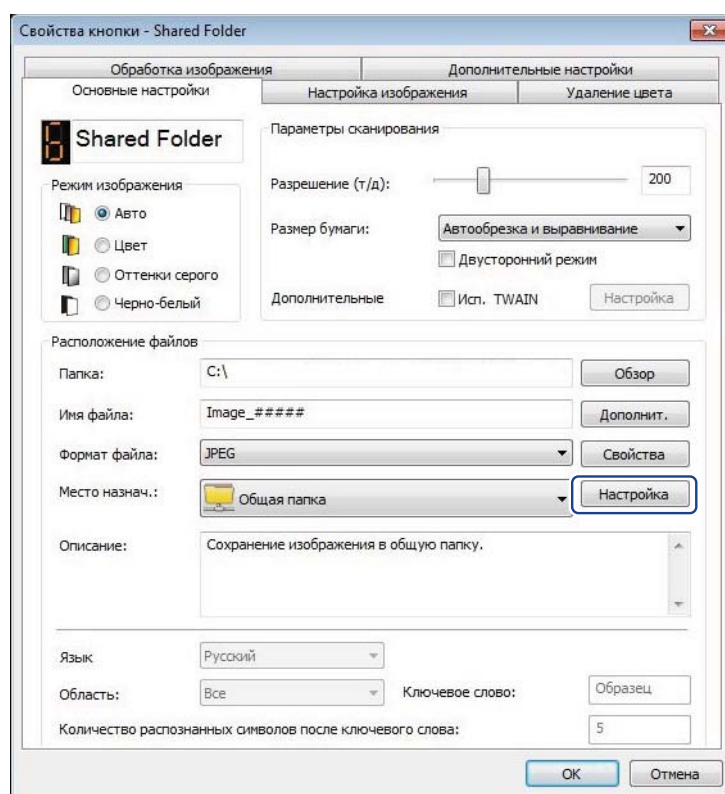 Свойства кнопки - Shared Folder
Обработка изображения
Дополнительные настройки
Основные настройки
Настройка изображения
Удаление цвета
6
Shared Folder
Режим изображения
Авто
Цвет
Оттенки серого
Черно-белый
Параметры сканирования
Разрешение (т/д):
200
Размер бумаги:
Автообрезка и выравнивание
Двусторонний режим
Дополнительные
Исп. TWAIN
Настройка
Расположение файлов
Папка:
C:\
Обзор
Имя файла:
Image_#####
Дополнит.
Формат файла:
JPEG
Свойства
Место назнач.:
Общая папка
Настройка
Описание:
Сохранение изображения в общую папку.
Язык
Русский
Область:
Все
Ключевое слово:
Образец
Количество распознанных символов после ключевого слова:
5
OK
Отмена